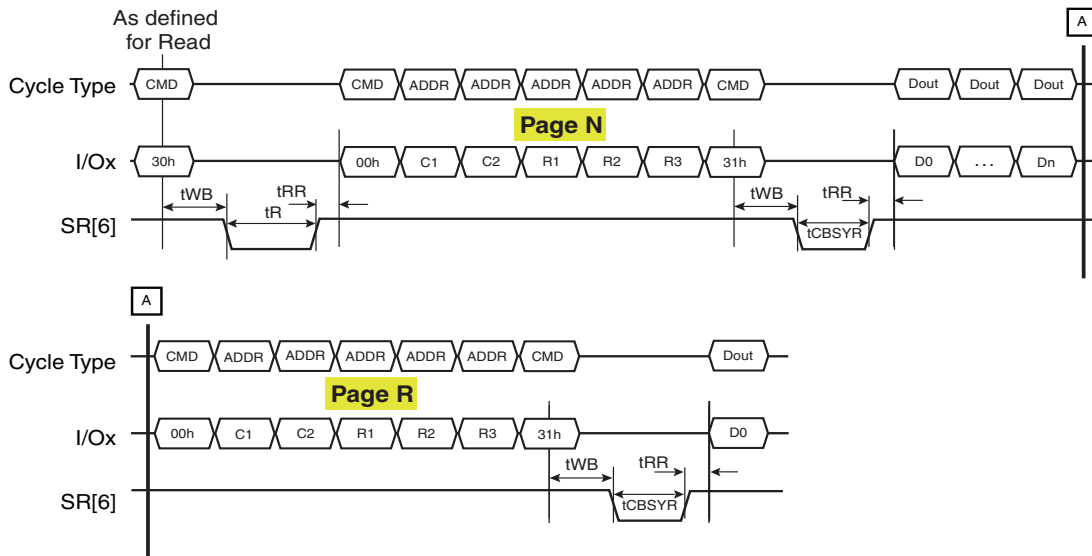 As defined
for Read
A
Cycle Type CMD CMD ADDR ADDR ADDR ADDR ADDR CMD Dout Dout Dout
Page N
I/Ox 30h 00h C1 C2 R1 R2 R3 31h D0 ... Dn
tWB tRR tWB tRR
tR
SR[6] tCBSYR
A
Cycle Type CMD ADDR ADDR ADDR ADDR ADDR CMD Dout
Page R
I/Ox 00h C1 C2 R1 R2 R3 31h D0
tWB tRR
SR[6] tCBSYR